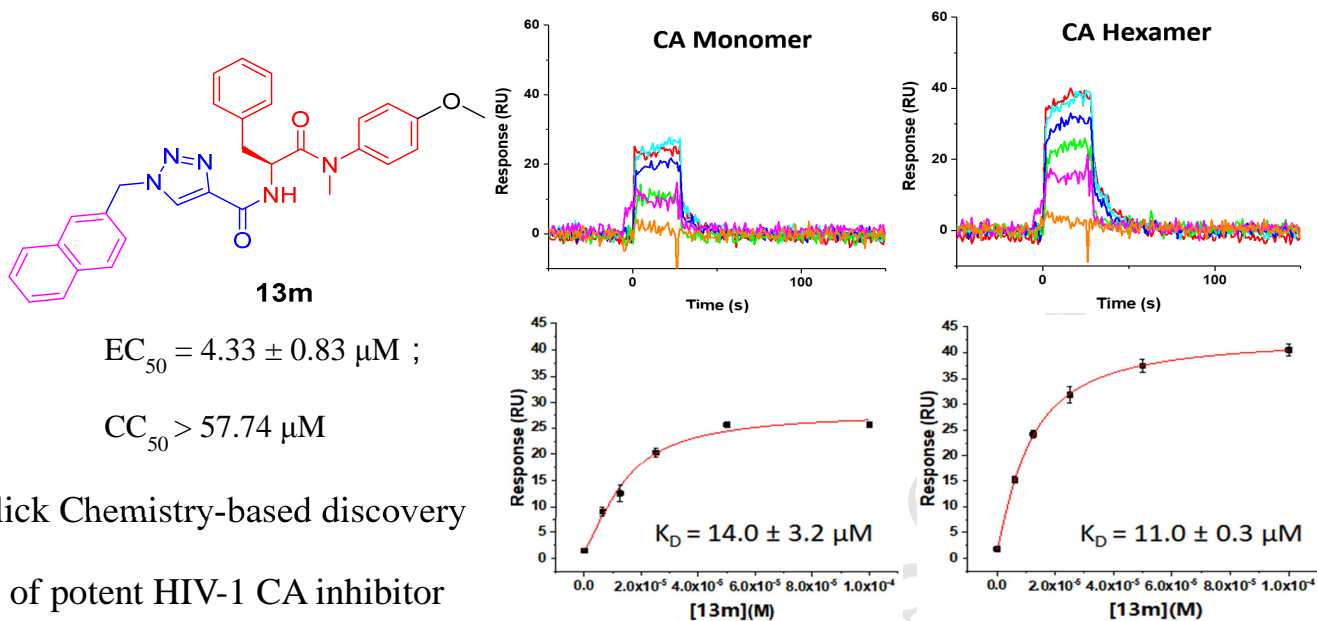 O
N
N
N
N
N
H
O
O
13m
EC50 = 4.33 ± 0.83 μM ;
CC50 > 57.74 μM
lick Chemistry-based discovery
of potent HIV-1 CA inhibitor
CA Monomer
Response (RU)
60
40
20
0
0
100
Time (s)
CA Hexamer
Response (RU)
60
40
20
0
0
100
Time (s)
Response (RU)
45
40
35
30
25
20
15
10
5
0
KD = 14.0 ± 3.2 μM
0.0 2.0x10-5 4.0x10-5 6.0x10-5 8.0x10-5 1.0x10-4
[13m](M)
Response (RU)
45
40
35
30
25
20
15
10
5
0
KD = 11.0 ± 0.3 μM
0.0 2.0x10-5 4.0x10-5 6.0x10-5 8.0x10-5 1.0x10-4
[13m](M)